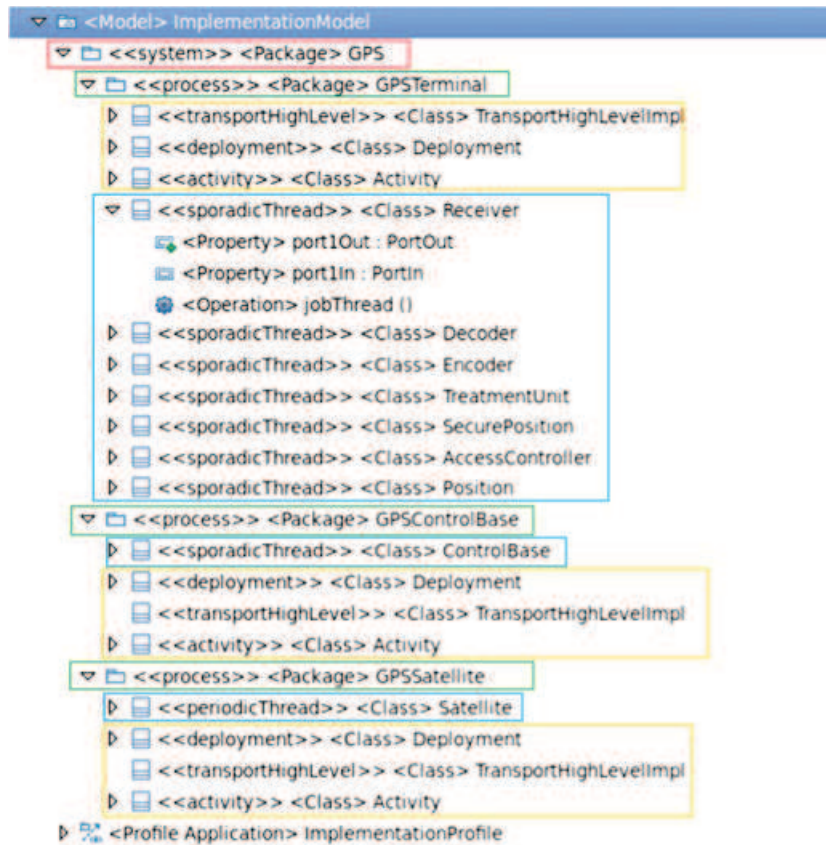 <Model> ImplementationModel
<<system>> <Package> GPS
<<process>> <Package> GPSTerminal
<<transportHighLevel>> <Class> TransportHighLevelImpl
<<deployment>> <Class> Deployment
<<activity>> <Class> Activity
<<sporadicThread>> <Class> Receiver
<Property> port1Out : PortOut
<Property> port1In : PortIn
<Operation> jobThread ()
<<sporadicThread>> <Class> Decoder
<<sporadicThread>> <Class> Encoder
<<sporadicThread>> <Class> TreatmentUnit
<<sporadicThread>> <Class> SecurePosition
<<sporadicThread>> <Class> AccessController
<<sporadicThread>> <Class> Position
<<process>> <Package> GPSControlBase
<<sporadicThread>> <Class> ControlBase
<<deployment>> <Class> Deployment
<<transportHighLevel>> <Class> TransportHighLevelImpl
<<activity>> <Class> Activity
<<process>> <Package> GPSSatellite
<<periodicThread>> <Class> Satellite
<<deployment>> <Class> Deployment
<<transportHighLevel>> <Class> TransportHighLevelImpl
<<activity>> <Class> Activity
<Profile Application> ImplementationProfile